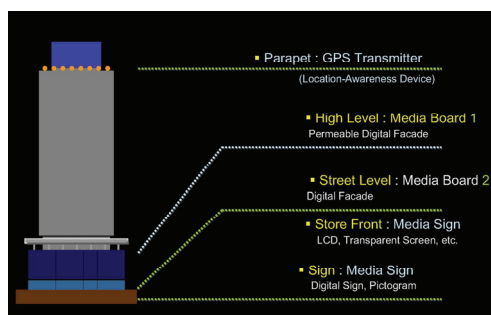 ▪ Parapet : GPS Transmitter
(Location-Awareness Device)
▪ High Level : Media Board 1
Permeable Digital Facade
▪ Street Level : Media Board 2
Digital Facade
▪ Store Front : Media Sign
LCD, Transparent Screen, etc.
▪ Sign : Media Sign
Digital Sign, Pictogram